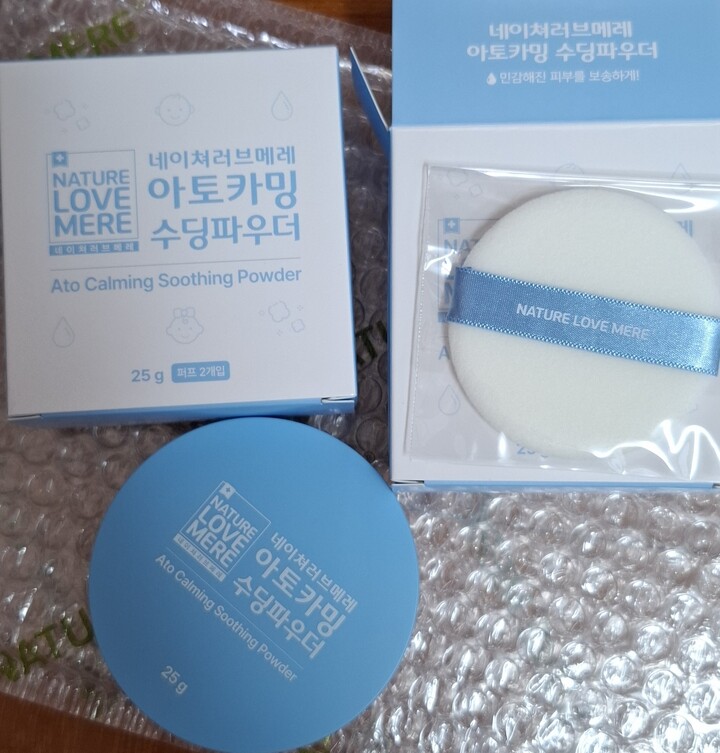 NATURE
LOVE
MERE
네이쳐러브메레
네이쳐러브메레
아토카밍
수딩파우더
Ato Calming Soothing Powder
25 g 퍼프 2개입
네이쳐러브메레
아토카밍 수딩파우더
민감해진 피부를 보송하게!
NATURE LOVE MERE
NATURE
LOVE
MERE
네이쳐러브메레
아토카밍
수딩파우더
Ato Calming Soothing Powder
25 g
MERE
NATU